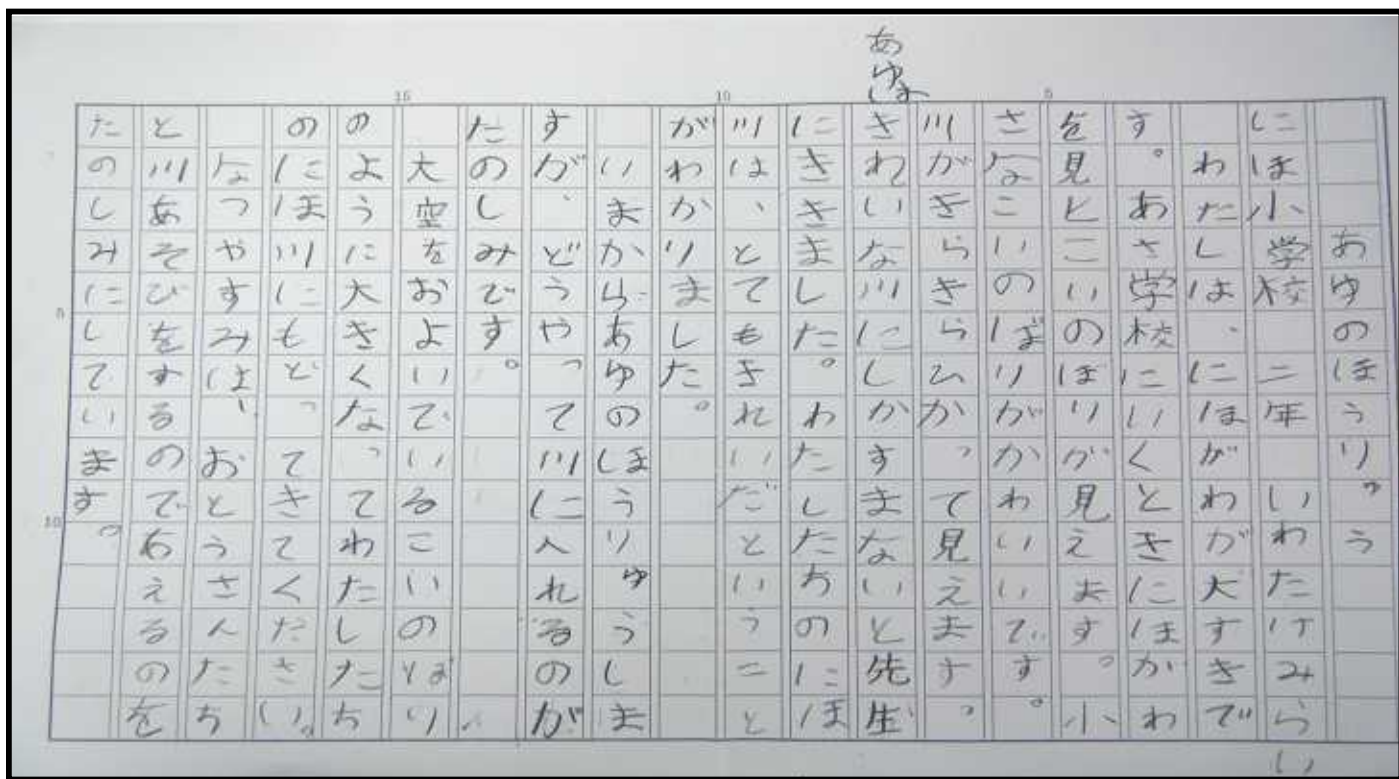 あゆのほうりゅう
にほ小学校二年 いわたけみらい
わたしは、にほがわが大すきで
す。あさ学校にいくときにほかわ
を見とこいのほりが見えます。小
さなこいのぼりがかわいいです。
川がきらきらひかって見えます。
あゆは
きれいな川にしかすまないと先生
にききました。わたしたちのにほ
川は、とてもきれいだということ
がわかりました。
いまからあゆのほうりゅうしま
すが、どうやって川に入れるのが
たのしみです。
大空をおよいでいるこいのぼり
のように大きくなってわたしたち
のにほ川にもどってきてください。
なつやすみは、おとうさんたち
と川あそびをするのであえるのを
たのしみにしています。
5
10
15
5
10